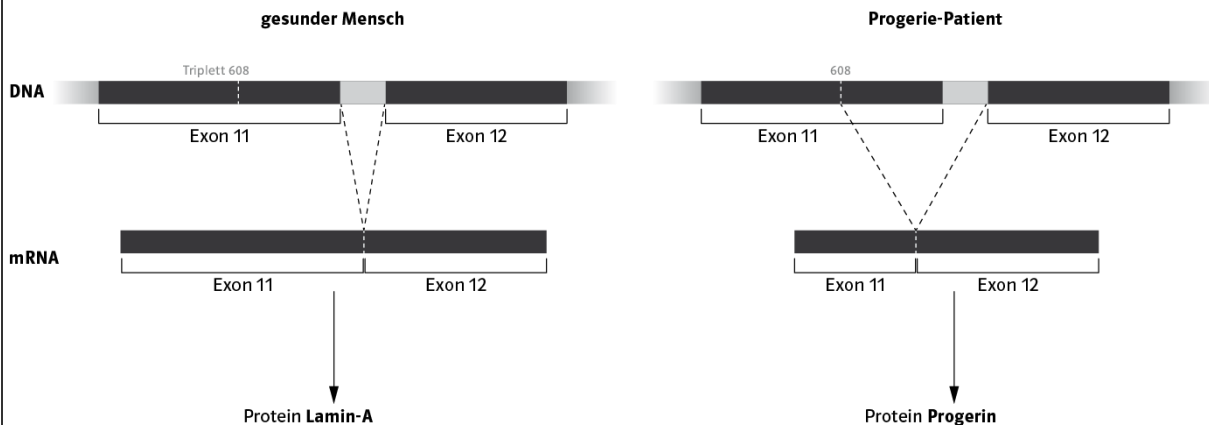 gesunder Mensch
Progerie-Patient
Triplett 608
608
DNA
Exon 11
Exon 12
Exon 11
Exon 12
mRNA
Exon 11
Exon 12
Exon 11
Exon 12
Protein Lamin-A
Protein Progerin